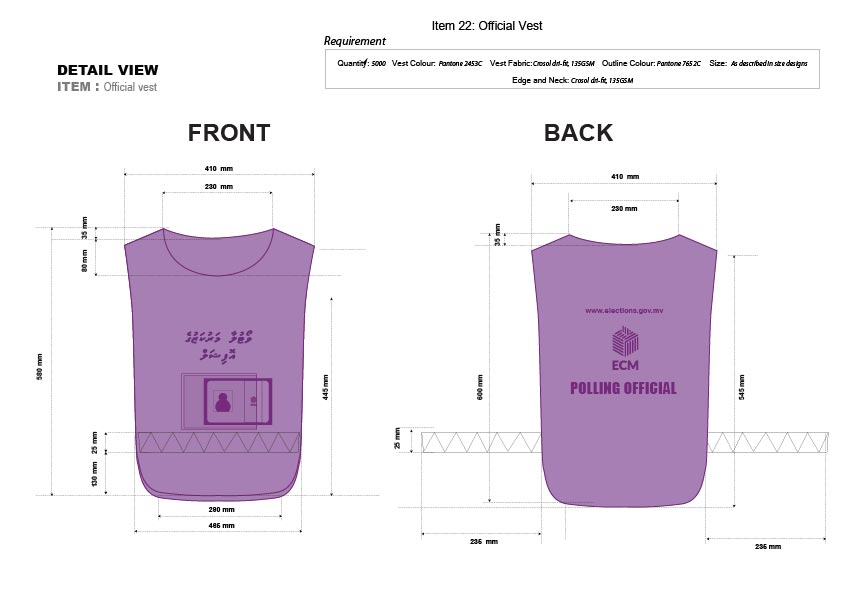 Item 22: Official Vest
Requirement
Quantity: 5000 Vest Colour: Pantone 2453C Vest Fabric: Crosol dri-fit, 135GSM Outline Colour: Pantone 7652C Size: As described in size designs
Edge and Neck: Crosol dri-fit, 135GSM
DETAIL VIEW
ITEM : Official vest
FRONT
BACK
410 mm
230 mm
35 mm
80 mm
580 mm
445 mm
25 mm
130 mm
290 mm
465 mm
ވޯޓުލާ މަރުކަޒުގެ
އޮފިޝަލް
410 mm
230 mm
35 mm
600 mm
545 mm
25 mm
235 mm
235 mm
www.elections.gov.mv
ECM
POLLING OFFICIAL